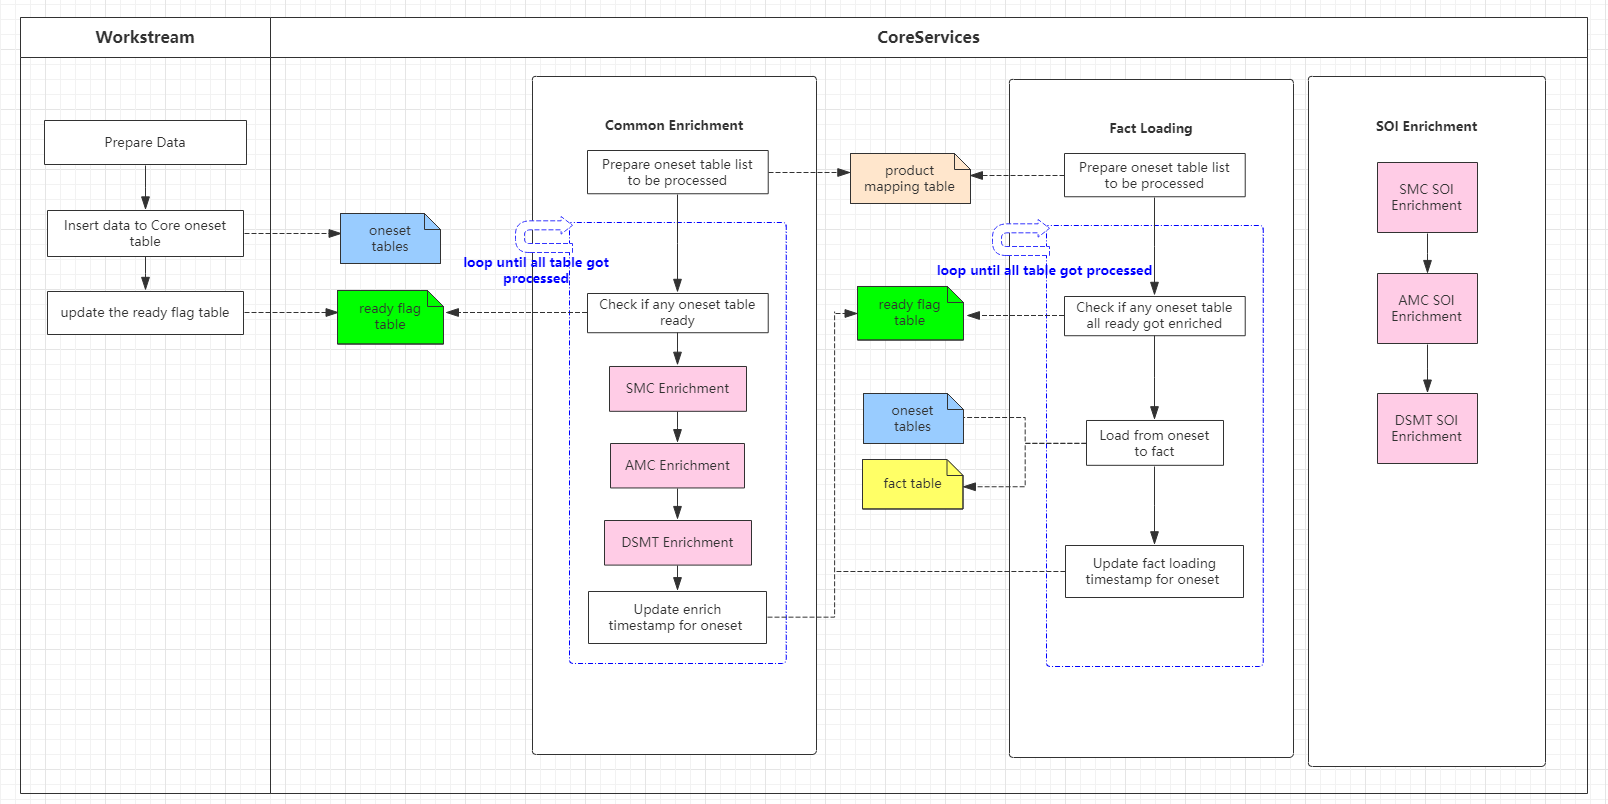 Workstream
CoreServices
Prepare Data
Insert data to Core oneset
table
update the ready flag table
oneset
tables
ready flag
table
Common Enrichment
Prepare oneset table list
to be processed
loop until all table got
processed
Check if any oneset table
ready
SMC Enrichment
AMC Enrichment
DSMT Enrichment
Update enrich
timestamp for oneset
product
mapping table
ready flag
table
oneset
tables
fact table
Fact Loading
Prepare oneset table list
to be processed
loop until all table got processed
Check if any oneset table
all ready got enriched
Load from oneset
to fact
Update fact loading
timestamp for oneset
SOI Enrichment
SMC SOI
Enrichment
AMC SOI
Enrichment
DSMT SOI
Enrichment